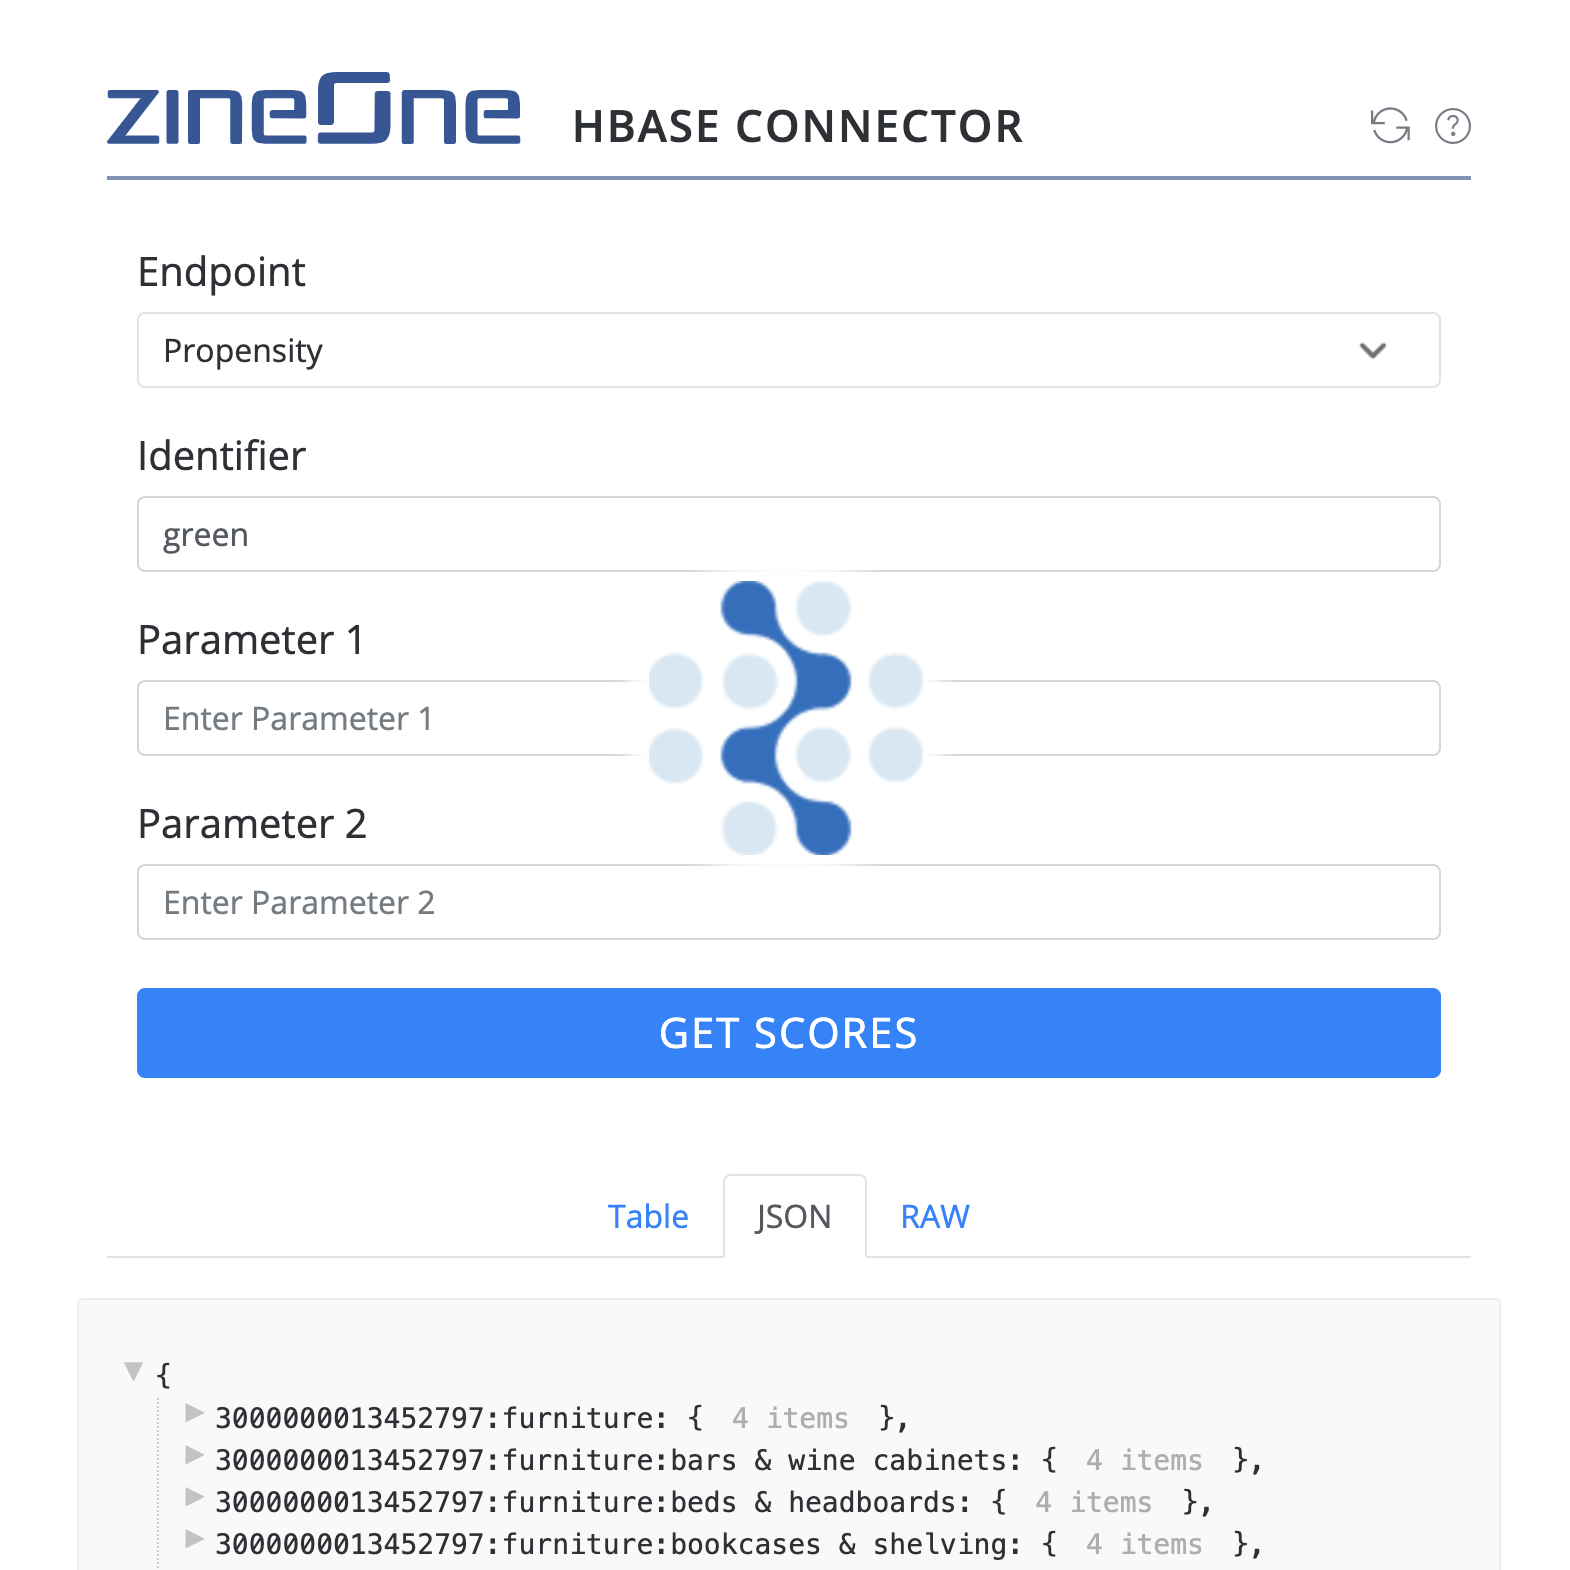 zineOne HBASE CONNECTOR
Endpoint
Propensity
Identifier
green
Parameter 1
Enter Parameter 1
Parameter 2
Enter Parameter 2
GET SCORES
Table JSON RAW
{
3000000013452797:furniture: { 4 items },
3000000013452797:furniture:bars & wine cabinets: { 4 items },
3000000013452797:furniture:beds & headboards: { 4 items },
3000000013452797:furniture:bookcases & shelving: { 4 items },